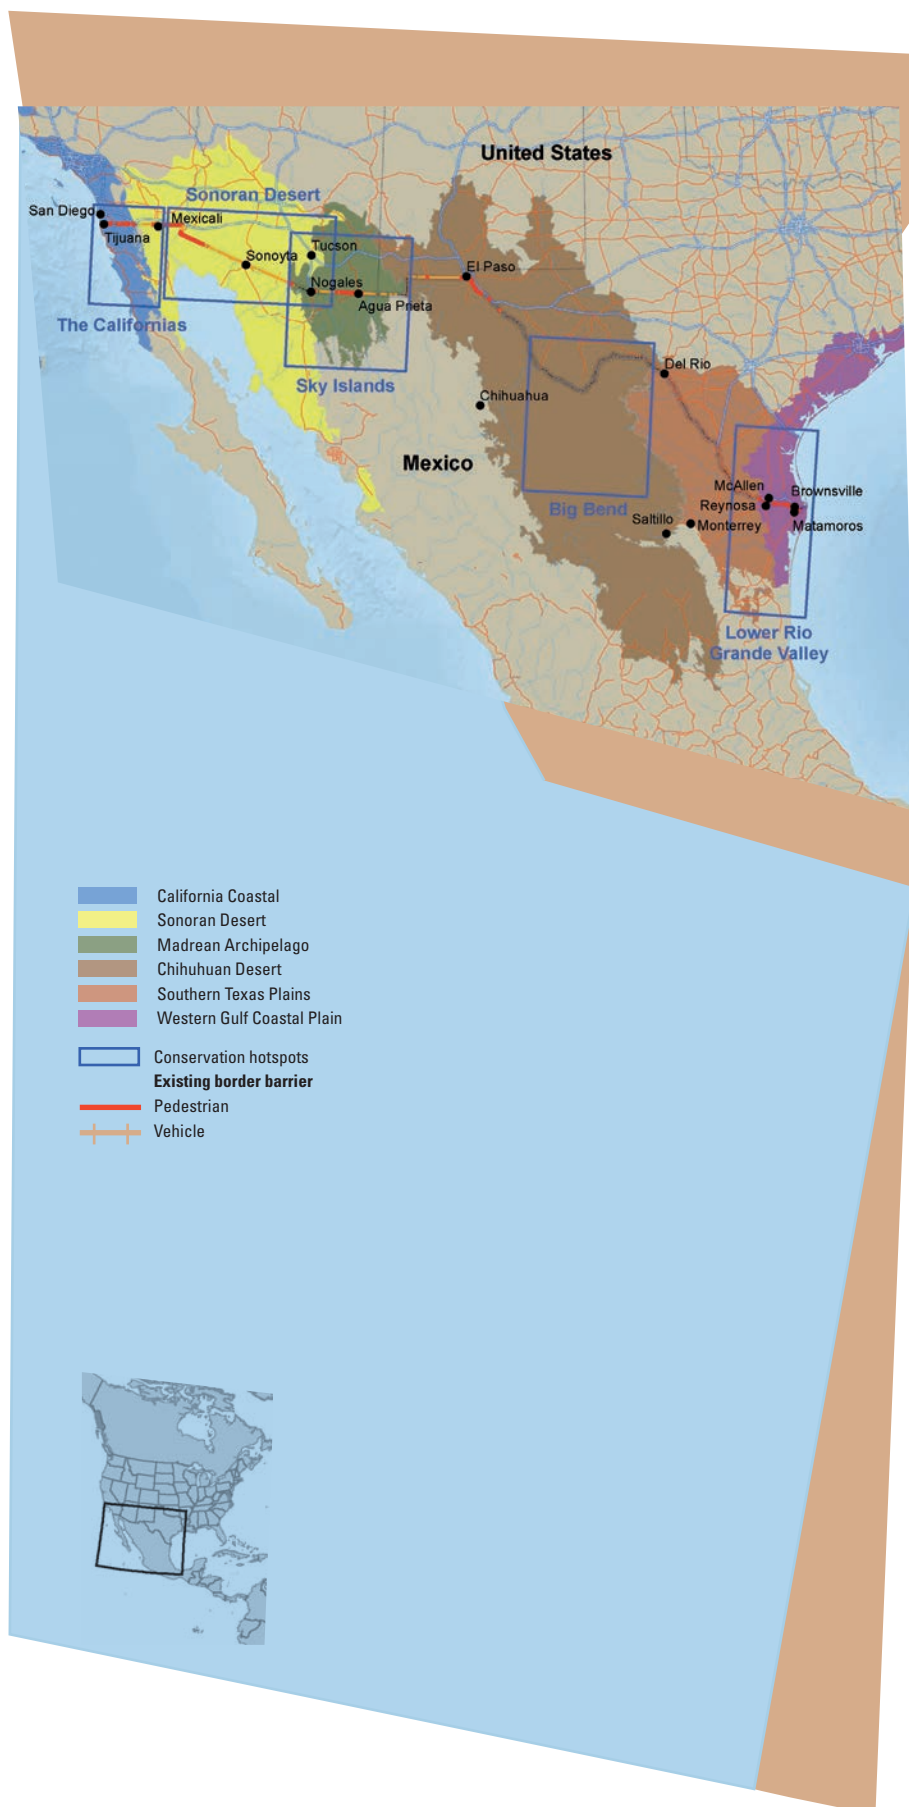 United States
Sonoran Desert
San Diego
Mexicali
Tijuana
Tucson
Sonoyta
El Paso
Nogales
Agua Prieta
The Californias
Del Rio
Sky Islands
Chihuahua
Mexico
McAllen
Brownsville
Reynosa
Big Bend
Saltillo
Monterrey
Matamoros
Lower Rio
Grande Valley
California Coastal
Sonoran Desert
Madrean Archipelago
Chihuhuan Desert
Southern Texas Plains
Western Gulf Coastal Plain
Conservation hotspots
Existing border barrier
Pedestrian
Vehicle